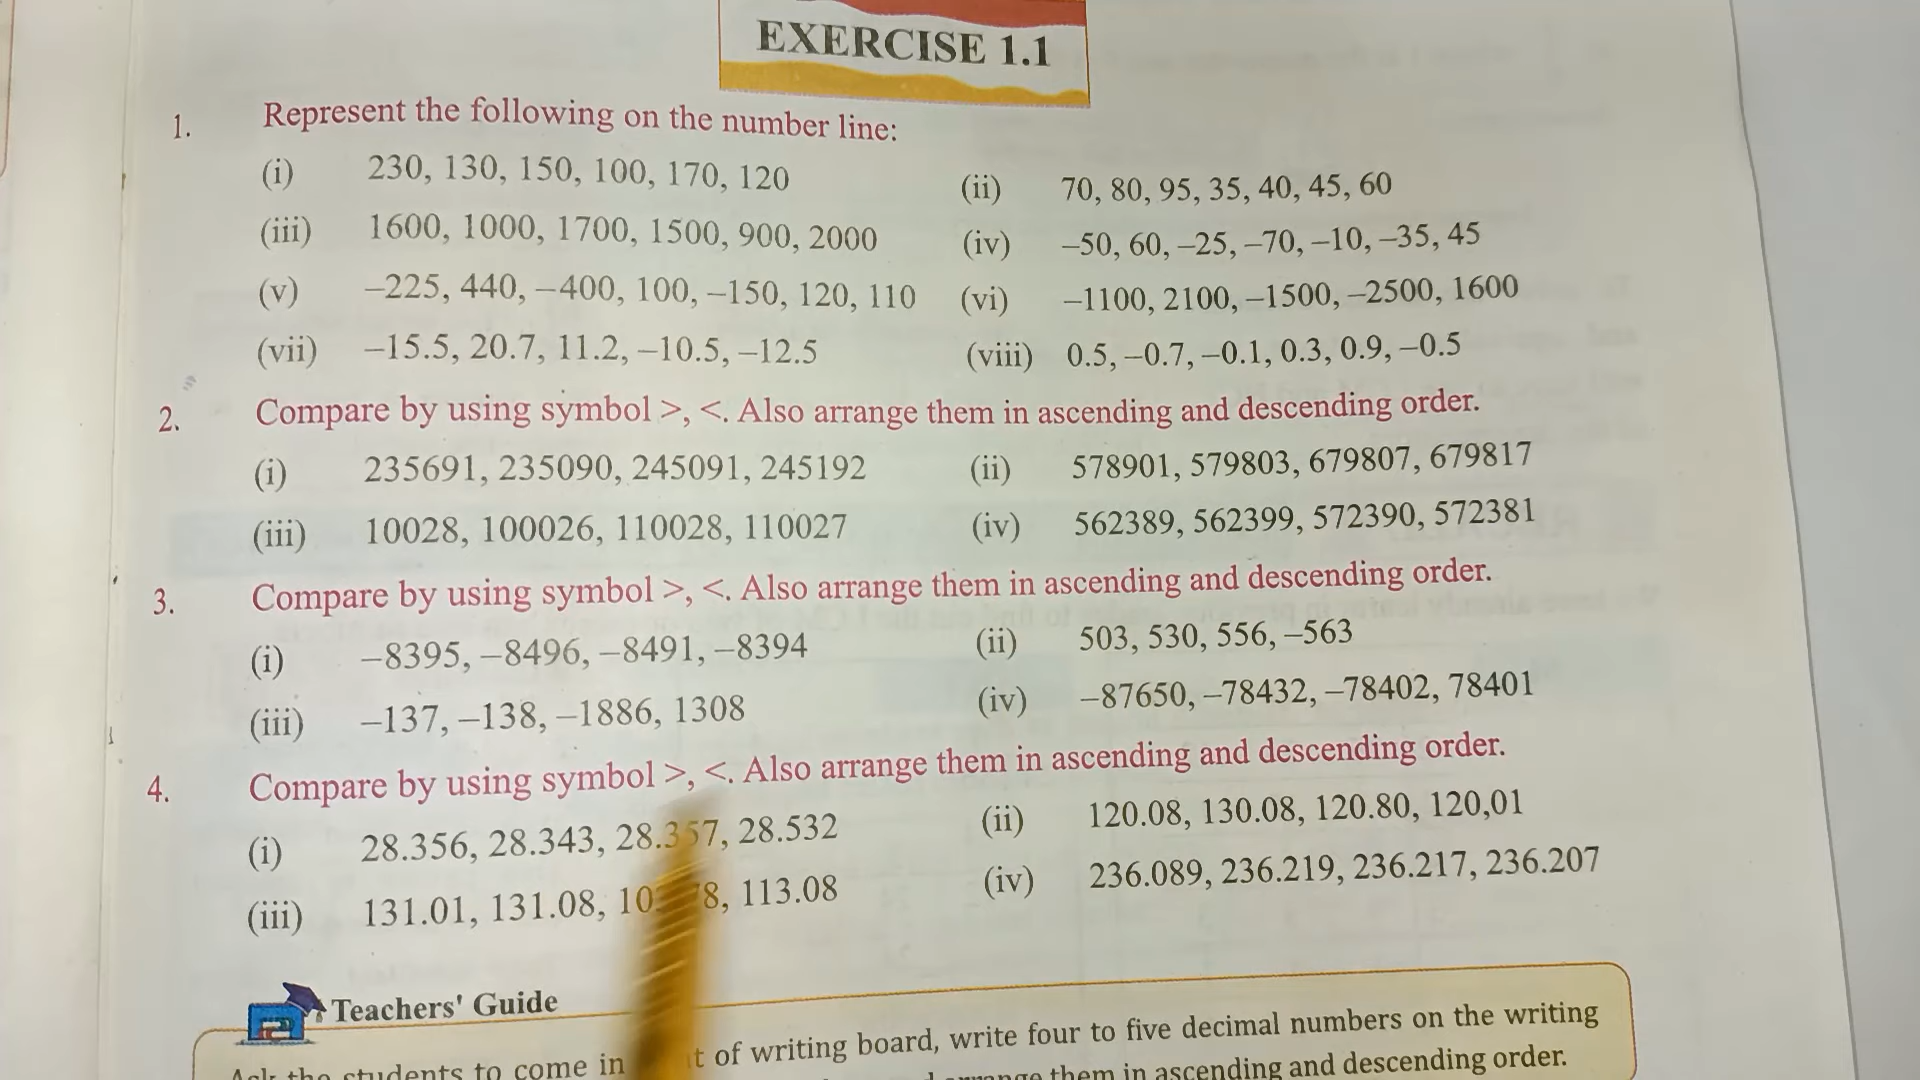 EXERCISE 1.1
1. Represent the following on the number line:
(i) 230, 130, 150, 100, 170, 120 (ii) 70, 80, 95, 35, 40, 45, 60
(iii) 1600, 1000, 1700, 1500, 900, 2000 (iv) –50, 60, –25, –70, –10, –35, 45
(v) –225, 440, –400, 100, –150, 120, 110 (vi) –1100, 2100, –1500, –2500, 1600
(vii) –15.5, 20.7, 11.2, –10.5, –12.5 (viii) 0.5, –0.7, –0.1, 0.3, 0.9, –0.5
2. Compare by using symbol >, <. Also arrange them in ascending and descending order.
(i) 235691, 235090, 245091, 245192 (ii) 578901, 579803, 679807, 679817
(iii) 10028, 100026, 110028, 110027 (iv) 562389, 562399, 572390, 572381
3. Compare by using symbol >, <. Also arrange them in ascending and descending order.
(i) –8395, –8496, –8491, –8394 (ii) 503, 530, 556, –563
(iii) –137, –138, –1886, 1308 (iv) –87650, –78432, –78402, 78401
4. Compare by using symbol >, <. Also arrange them in ascending and descending order.
(i) 28.356, 28.343, 28.357, 28.532 (ii) 120.08, 130.08, 120.80, 120,01
(iii) 131.01, 131.08, 113.08 (iv) 236.089, 236.219, 236.217, 236.207
Teachers' Guide
Ask the students to come in of writing board, write four to five decimal numbers on the writing
them in ascending and descending order.